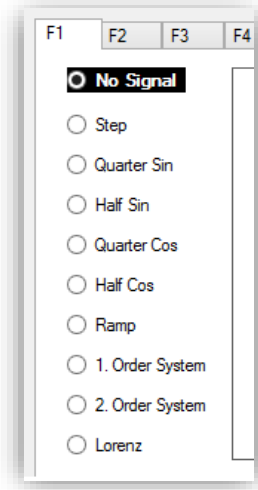 F1 F2 F3 F4
No Signal
Step
Quarter Sin
Half Sin
Quarter Cos
Half Cos
Ramp
1. Order System
2. Order System
Lorenz